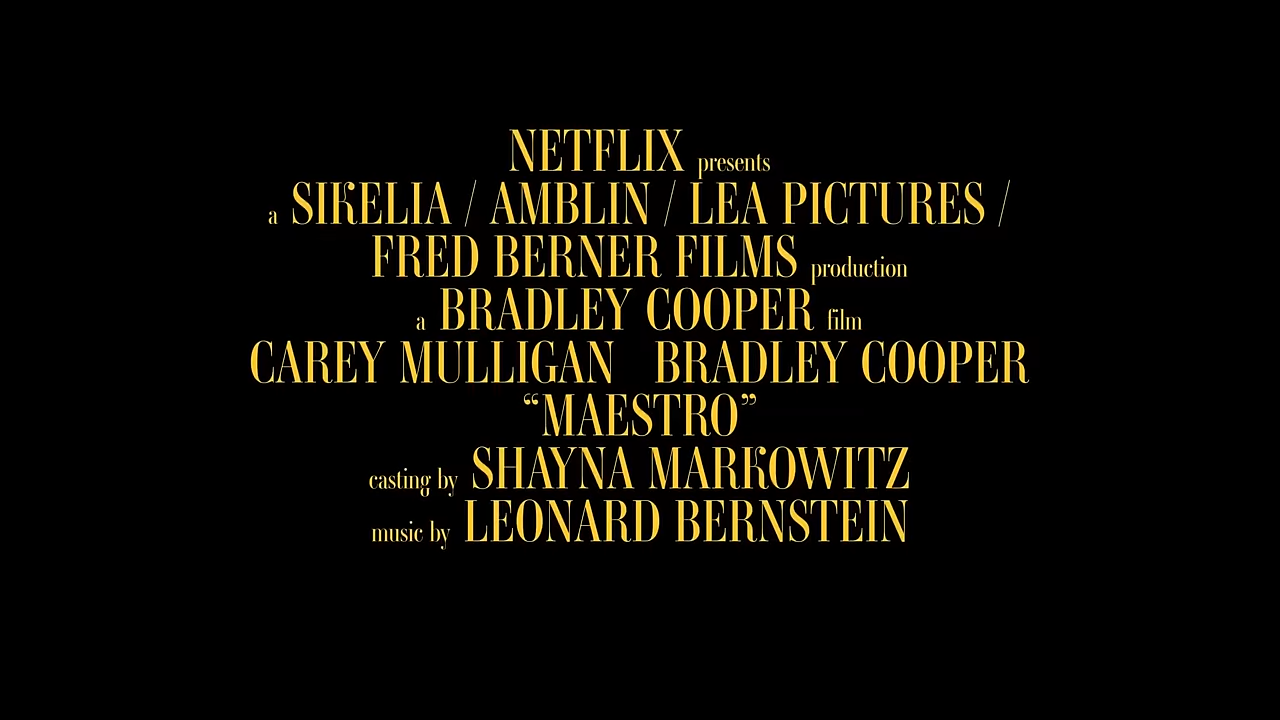 NETFLIX presents
a SIKELIA / AMBLIN / LEA PICTURES /
FRED BERNER FILMS production
a BRADLEY COOPER film
CAREY MULLIGAN BRADLEY COOPER
“MAESTRO”
casting by SHAYNA MARKOWITZ
music by LEONARD BERNSTEIN